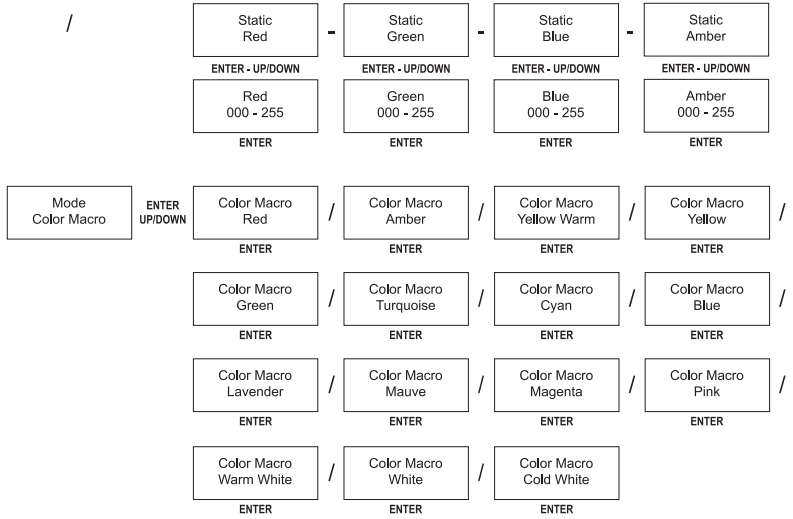 /
Static
Red
-
Static
Green
-
Static
Blue
-
Static
Amber
ENTER - UP/DOWN
ENTER - UP/DOWN
ENTER - UP/DOWN
ENTER - UP/DOWN
Red
000 - 255
Green
000 - 255
Blue
000 - 255
Amber
000 - 255
ENTER
ENTER
ENTER
ENTER
Mode
Color Macro
ENTER
UP/DOWN
Color Macro
Red
/
Color Macro
Amber
/
Color Macro
Yellow Warm
/
Color Macro
Yellow
/
ENTER
ENTER
ENTER
ENTER
Color Macro
Green
/
Color Macro
Turquoise
/
Color Macro
Cyan
/
Color Macro
Blue
/
ENTER
ENTER
ENTER
ENTER
Color Macro
Lavender
/
Color Macro
Mauve
/
Color Macro
Magenta
/
Color Macro
Pink
/
ENTER
ENTER
ENTER
ENTER
Color Macro
Warm White
/
Color Macro
White
/
Color Macro
Cold White
ENTER
ENTER
ENTER